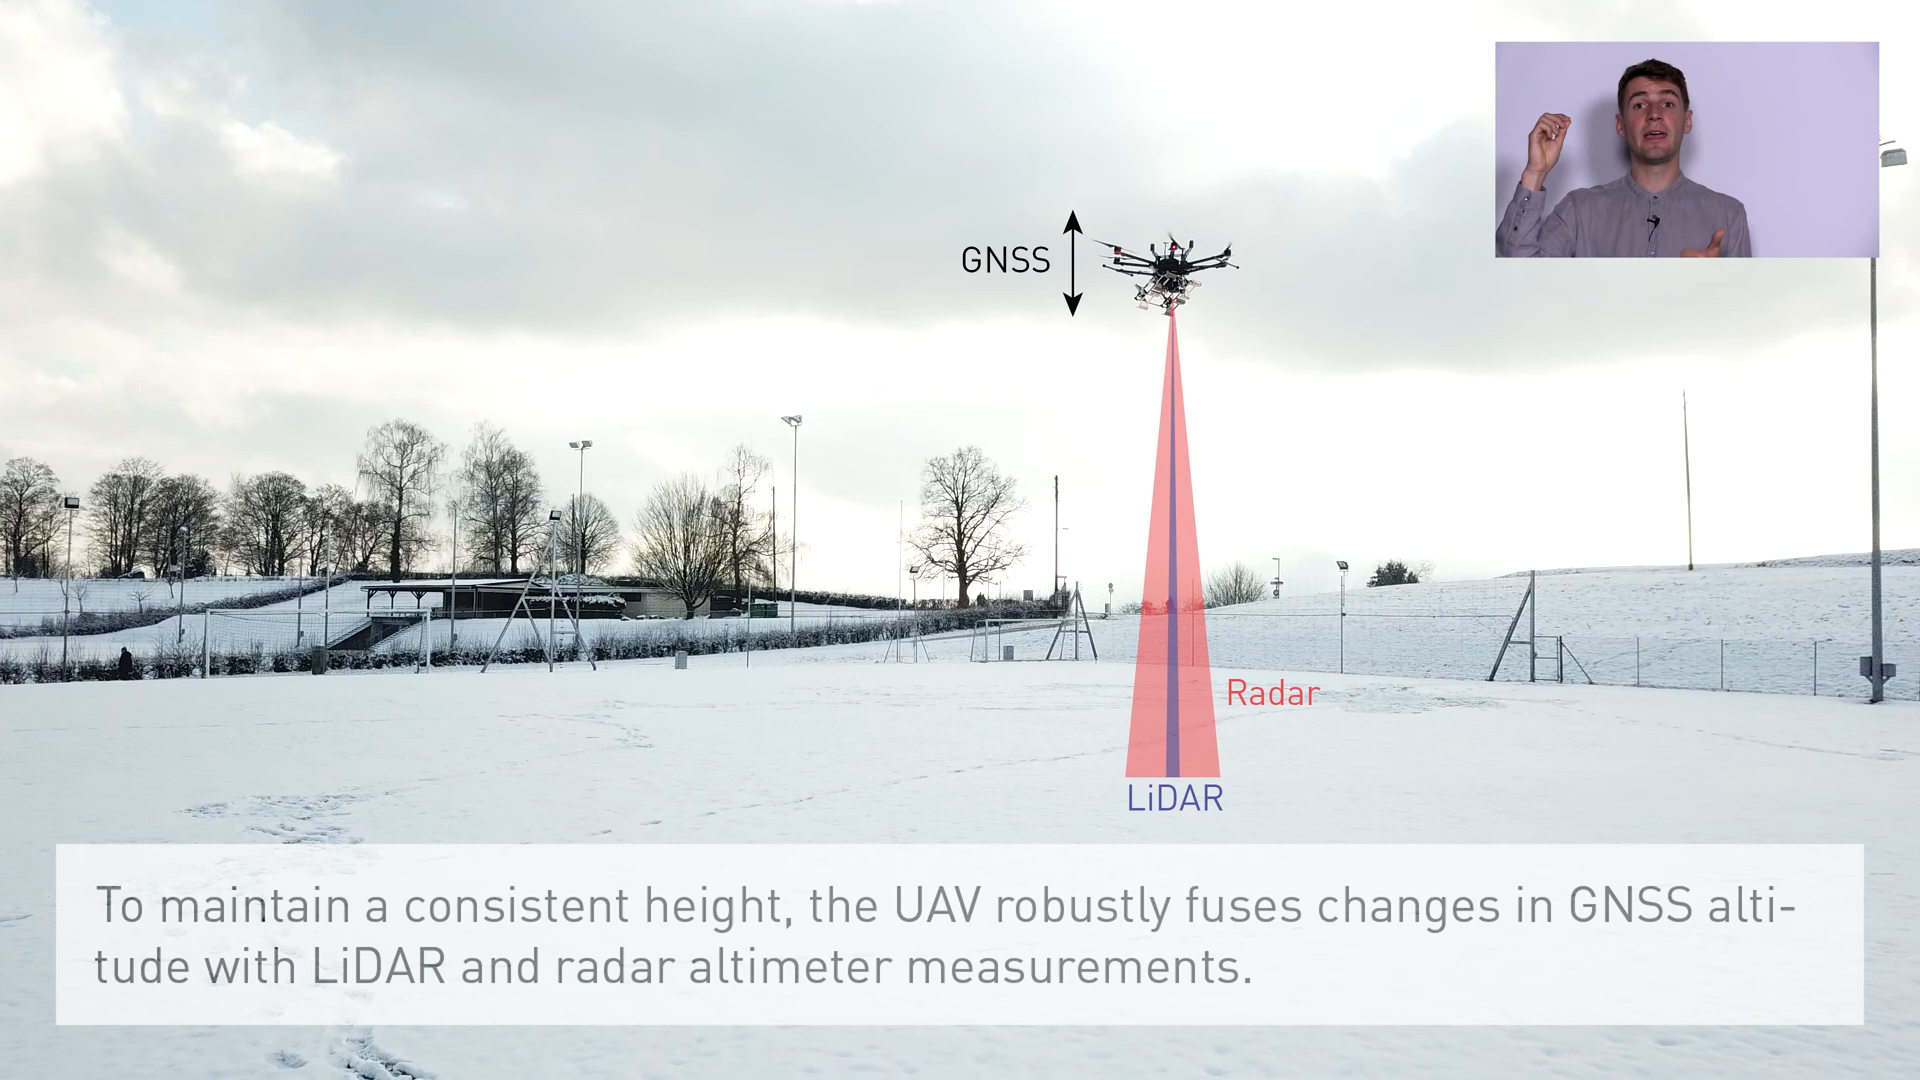 GNSS
Radar
LiDAR
To maintain a consistent height, the UAV robustly fuses changes in GNSS alti-
tude with LiDAR and radar altimeter measurements.